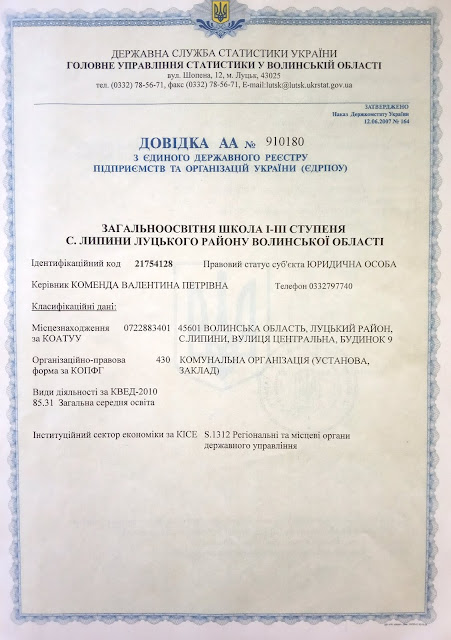 ДЕРЖАВНА СЛУЖБА СТАТИСТИКИ УКРАЇНИ
ГОЛОВНЕ УПРАВЛІННЯ СТАТИСТИКИ У ВОЛИНСЬКІЙ ОБЛАСТІ
вул. Шопена, 12, м. Луцьк, 43025
тел. (0332) 78-56-71, факс (0332) 78-56-71, E-mail:lutsk@lutsk.ukrstat.gov.ua
ЗАТВЕРДЖЕНО
Наказ Держкомстату України
12.06.2007 № 164
ДОВІДКА АА № 910180
З ЄДИНОГО ДЕРЖАВНОГО РЕЄСТРУ
ПІДПРИЄМСТВ ТА ОРГАНІЗАЦІЙ УКРАЇНИ (ЄДРПОУ)
ЗАГАЛЬНООСВІТНЯ ШКОЛА І-ІІІ СТУПЕНЯ
С. ЛИПИНИ ЛУЦЬКОГО РАЙОНУ ВОЛИНСЬКОЇ ОБЛАСТІ
Ідентифікаційний код 21754128 Правовий статус суб'єкта ЮРИДИЧНА ОСОБА
Керівник КОМЕНДА ВАЛЕНТИНА ПЕТРІВНА Телефон 0332797740
Класифікаційні дані:
Місцезнаходження 0722883401 45601 ВОЛИНСЬКА ОБЛАСТЬ, ЛУЦЬКИЙ РАЙОН,
за КОАТУУ С.ЛИПИНИ, ВУЛИЦЯ ЦЕНТРАЛЬНА, БУДИНОК 9
Організаційно-правова 430 КОМУНАЛЬНА ОРГАНІЗАЦІЯ (УСТАНОВА,
форма за КОПФГ ЗАКЛАД)
Види діяльності за КВЕД-2010
85.31 Загальна середня освіта
Інституційний сектор економіки за КІСЕ S.1312 Регіональні та місцеві органи
державного управління